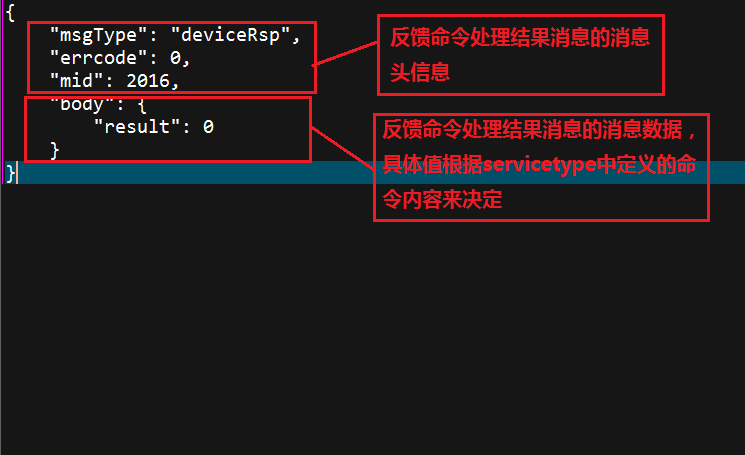 {
"msgType": "deviceRsp",
"errcode": 0,
"mid": 2016,
"body": {
"result": 0
}
}
反馈命令处理结果消息的消息
头信息
反馈命令处理结果消息的消息数据，
具体值根据servicetype中定义的命
令内容来决定